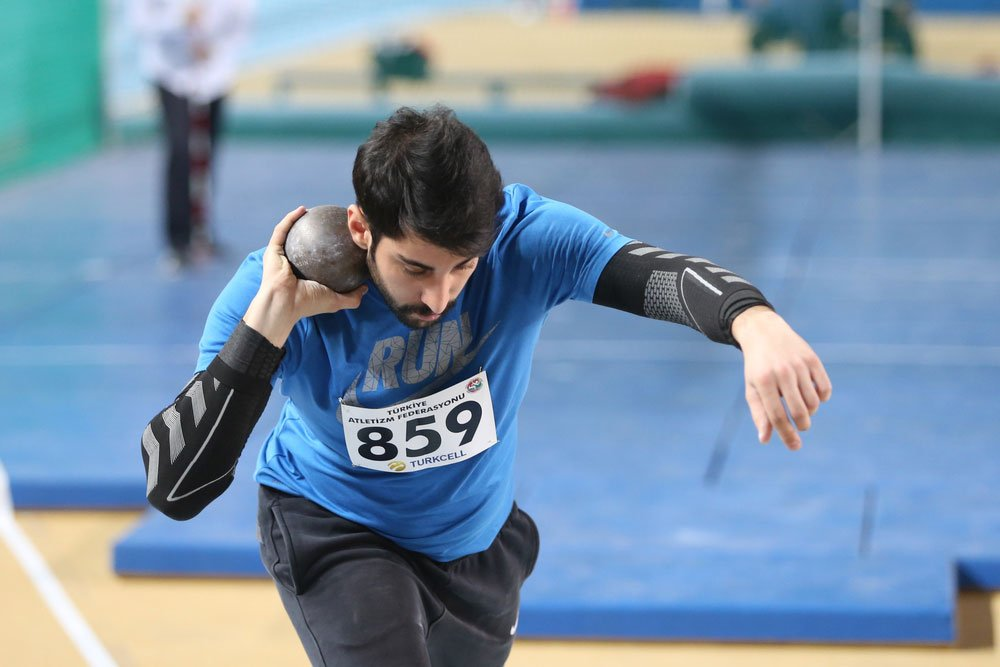 RUN
TÜRKİYE
ATLETİZM FEDERASYONU
859
TURKCELL